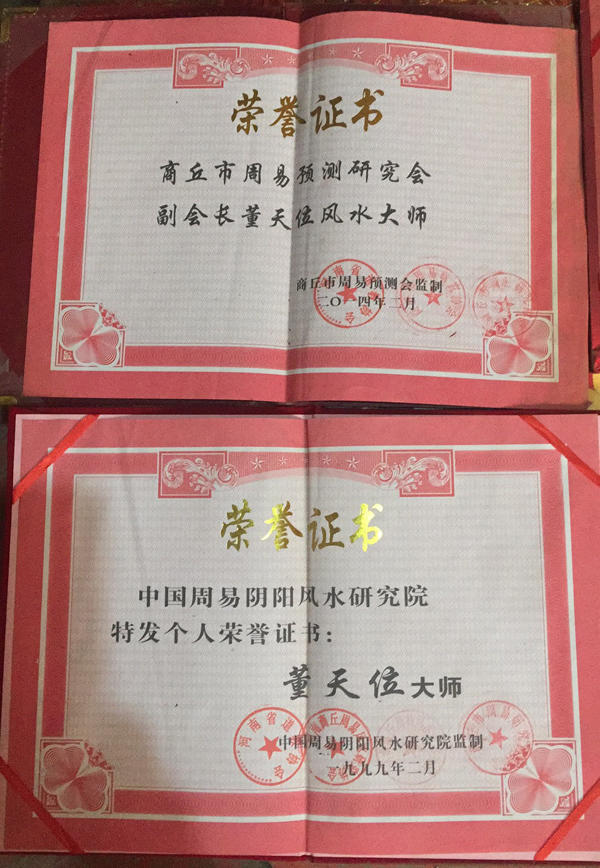 荣誉证书
商丘市周易预测研究会
副会长董天位风水大师
商丘市周易预测会监制
二〇一四年二月
荣誉证书
中国周易阴阳风水研究院
特发个人荣誉证书：
董天位大师
中国周易阴阳风水研究院监制
一九九九年二月